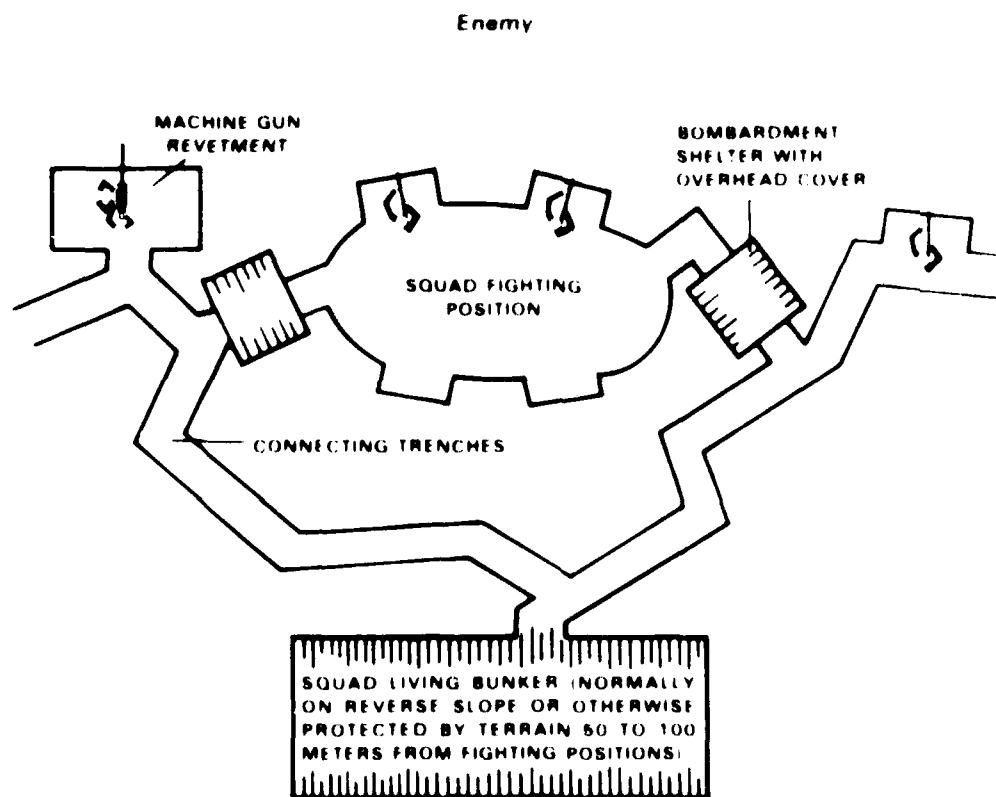 Enemy
MACHINE GUN
REVETMENT
BOMBARDMENT
SHELTER WITH
OVERHEAD COVER
SQUAD FIGHTING
POSITION
CONNECTING TRENCHES
SQUAD LIVING BUNKER (NORMALLY
ON REVERSE SLOPE OR OTHERWISE
PROTECTED BY TERRAIN 50 TO 100
METERS FROM FIGHTING POSITIONS)